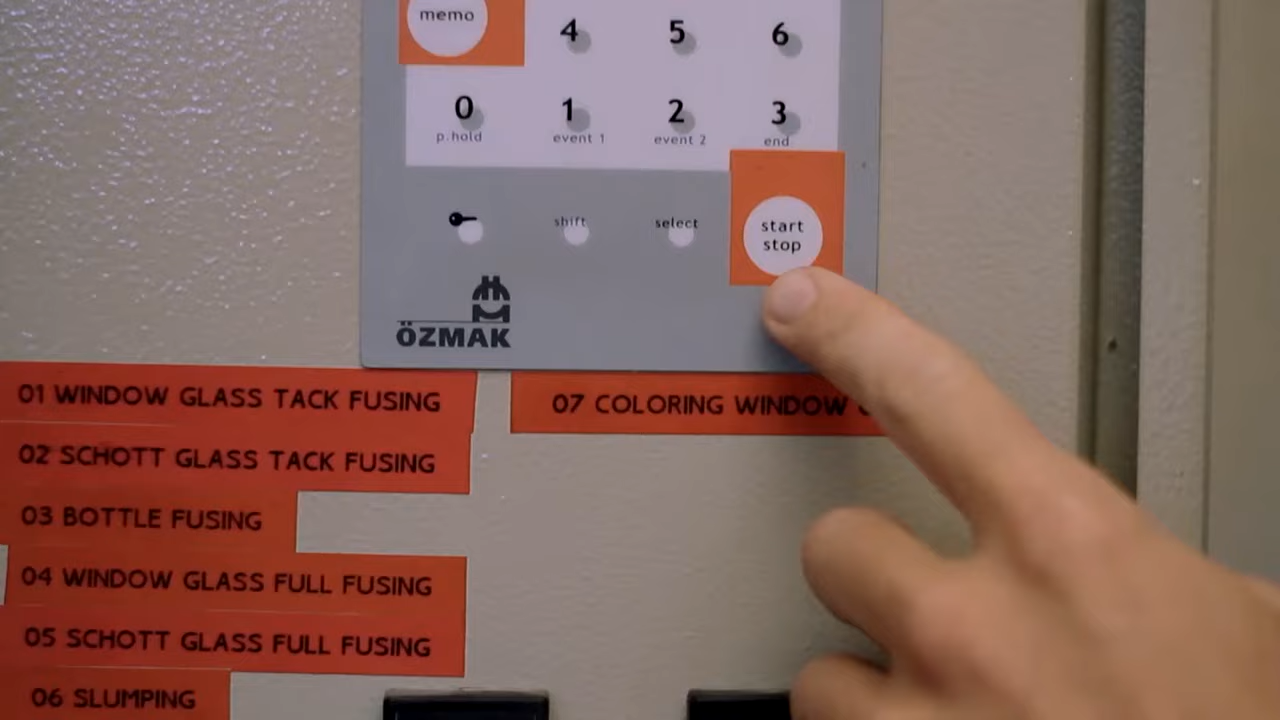 memo
4 5 6
0 1 2 3
p.hold event 1 event 2 end
shift select start
stop
ÖZMAK
01 WINDOW GLASS TACK FUSING
07 COLORING WINDOW
02 SCHOTT GLASS TACK FUSING
03 BOTTLE FUSING
04 WINDOW GLASS FULL FUSING
05 SCHOTT GLASS FULL FUSING
06 SLUMPING